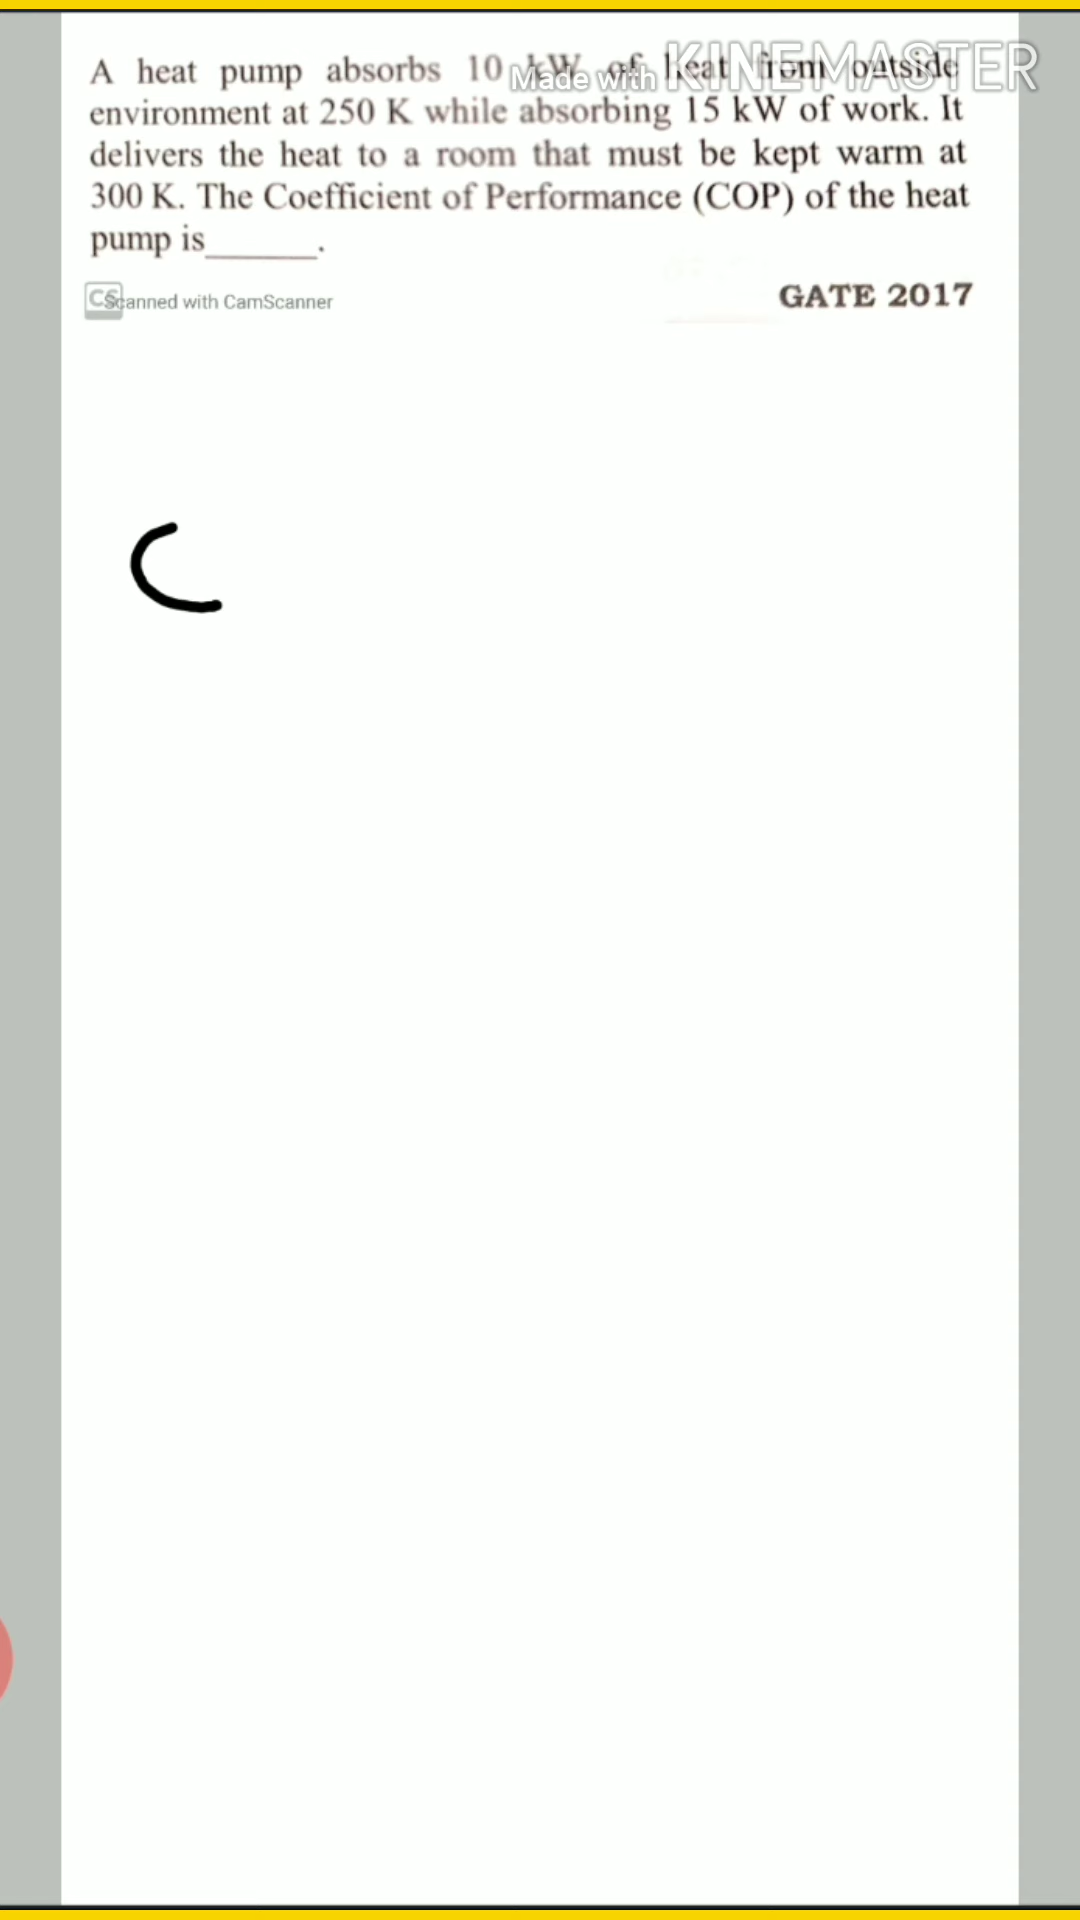 A heat pump absorbs 10 kW of heat from outside
Made with KINEMASTER
environment at 250 K while absorbing 15 kW of work. It
delivers the heat to a room that must be kept warm at
300 K. The Coefficient of Performance (COP) of the heat
pump is______.
CS Scanned with CamScanner
GATE 2017
C